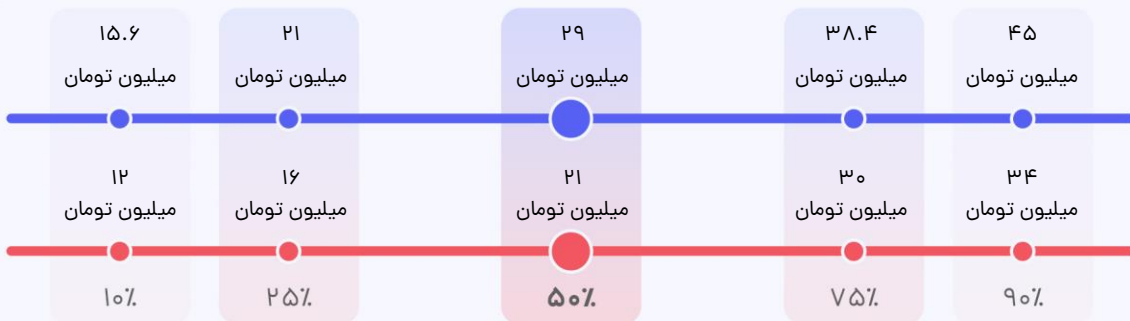 ۱۵.۶ ۲۱ ۲۹ ۳۸.۴ ۴۵
میلیون تومان میلیون تومان میلیون تومان میلیون تومان میلیون تومان
۱۲ ۱۶ ۲۱ ۳۰ ۳۴
میلیون تومان میلیون تومان میلیون تومان میلیون تومان میلیون تومان
۱۰٪ ۲۵٪ ۵۰٪ ۷۵٪ ۹۰٪